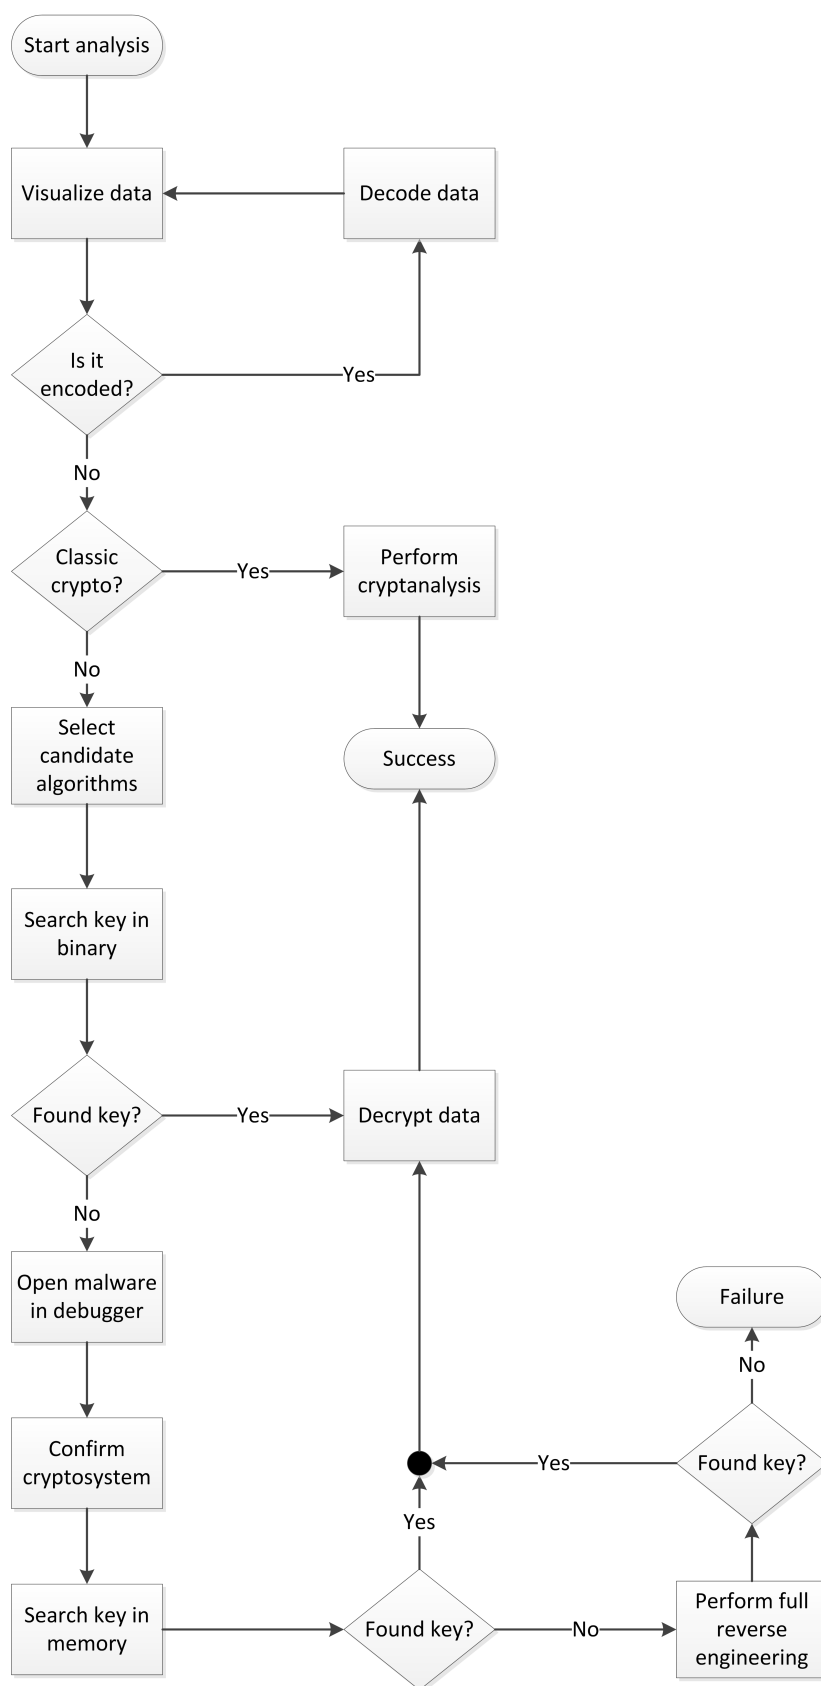 Start analysis
Visualize data
Decode data
Is it
encoded?
Yes
No
Classic
crypto?
Yes
Perform
cryptanalysis
No
Select
candidate
algorithms
Success
Search key in
binary
Found key?
Yes
Decrypt data
No
Open malware
in debugger
Failure
No
Confirm
cryptosystem
Yes
Found key?
Yes
Search key in
memory
Found key?
No
Perform full
reverse
engineering